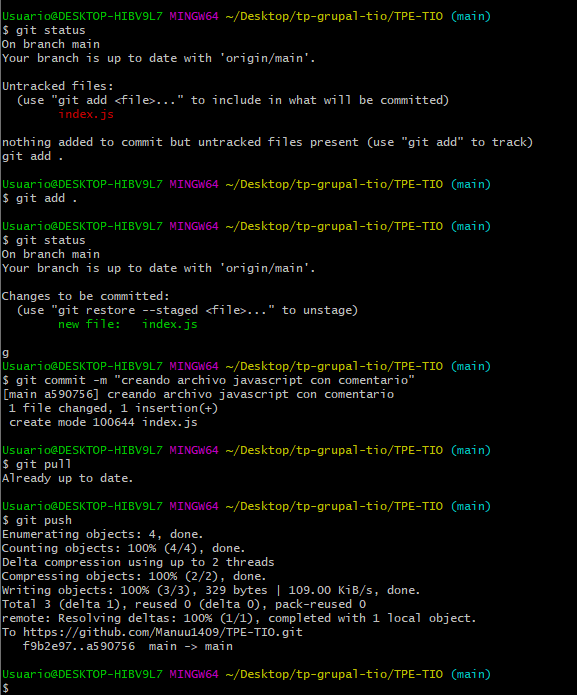 Usuario@DESKTOP-HIBV9L7 MINGW64 ~/Desktop/tp-grupal-tio/TPE-TIO (main)
$ git status
On branch main
Your branch is up to date with 'origin/main'.
Untracked files:
(use "git add <file>..." to include in what will be committed)
index.js
nothing added to commit but untracked files present (use "git add" to track)
git add .
Usuario@DESKTOP-HIBV9L7 MINGW64 ~/Desktop/tp-grupal-tio/TPE-TIO (main)
$ git add .
Usuario@DESKTOP-HIBV9L7 MINGW64 ~/Desktop/tp-grupal-tio/TPE-TIO (main)
$ git status
On branch main
Your branch is up to date with 'origin/main'.
Changes to be committed:
(use "git restore --staged <file>..." to unstage)
new file:   index.js
g
Usuario@DESKTOP-HIBV9L7 MINGW64 ~/Desktop/tp-grupal-tio/TPE-TIO (main)
$ git commit -m "creando archivo javascript con comentario"
[main a590756] creando archivo javascript con comentario
1 file changed, 1 insertion(+)
create mode 100644 index.js
Usuario@DESKTOP-HIBV9L7 MINGW64 ~/Desktop/tp-grupal-tio/TPE-TIO (main)
$ git pull
Already up to date.
Usuario@DESKTOP-HIBV9L7 MINGW64 ~/Desktop/tp-grupal-tio/TPE-TIO (main)
$ git push
Enumerating objects: 4, done.
Counting objects: 100% (4/4), done.
Delta compression using up to 2 threads
Compressing objects: 100% (2/2), done.
Writing objects: 100% (3/3), 329 bytes | 109.00 KiB/s, done.
Total 3 (delta 1), reused 0 (delta 0), pack-reused 0
remote: Resolving deltas: 100% (1/1), completed with 1 local object.
To https://github.com/Manuu1409/TPE-TIO.git
f9b2e97..a590756  main -> main
Usuario@DESKTOP-HIBV9L7 MINGW64 ~/Desktop/tp-grupal-tio/TPE-TIO (main)
$